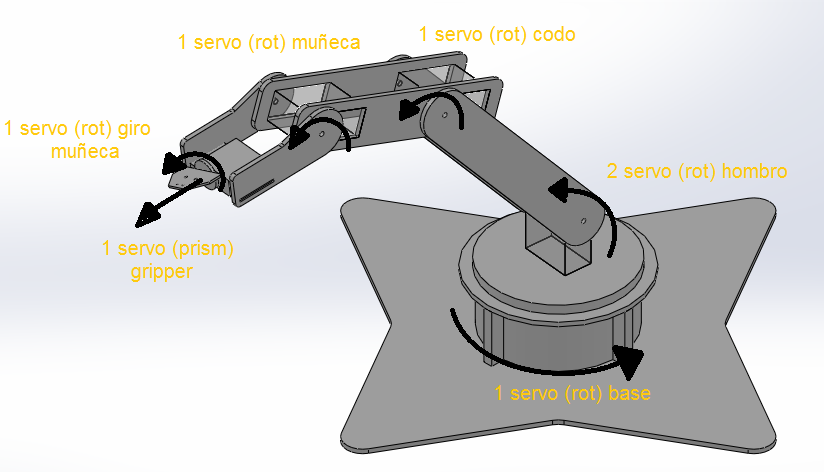 1 servo (rot) muñeca
1 servo (rot) codo
1 servo (rot) giro
muñeca
2 servo (rot) hombro
1 servo (prism)
gripper
1 servo (rot) base